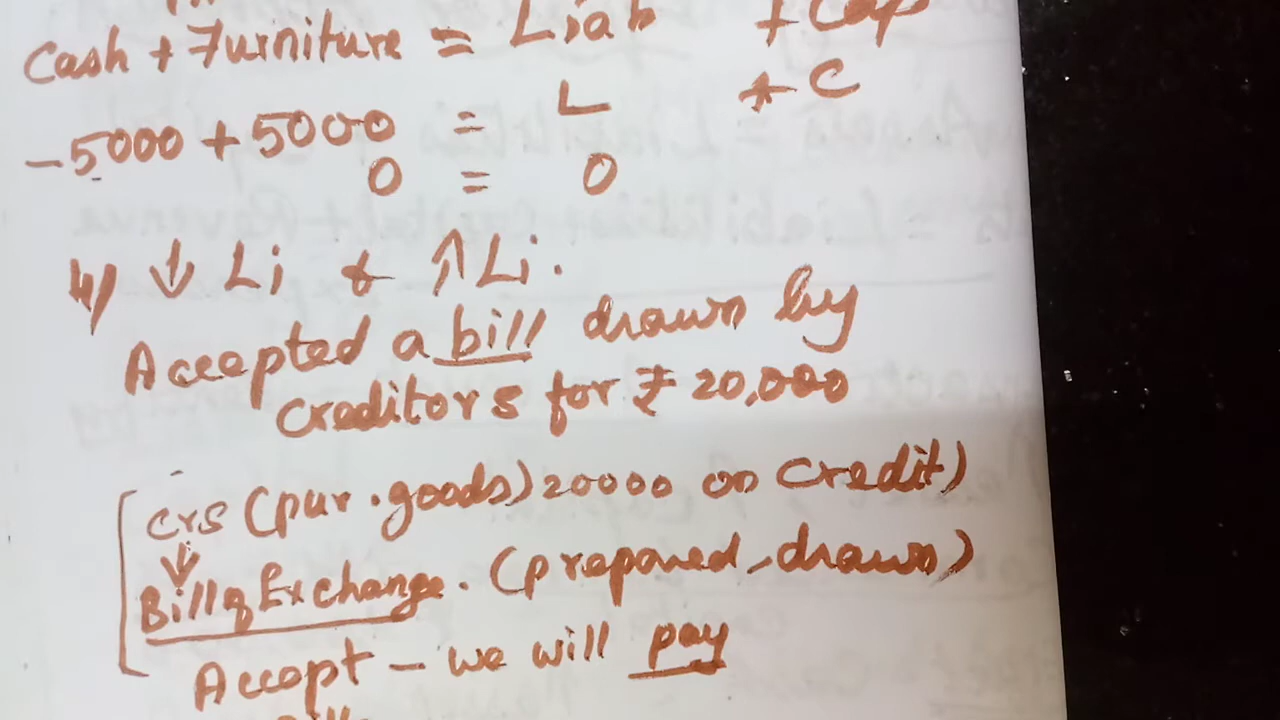 Cash + Furniture = Liab + Cap
L + C
-5000 + 5000 =
0 = 0
4) ↓ Li & ↑ Li.
Accepted a bill drawn by
creditors for ₹ 20,000
crs (pur. goods) 20000 on credit)
↓
Bill of Exchange. (prepared, drawn)
Accept - we will pay
Bill